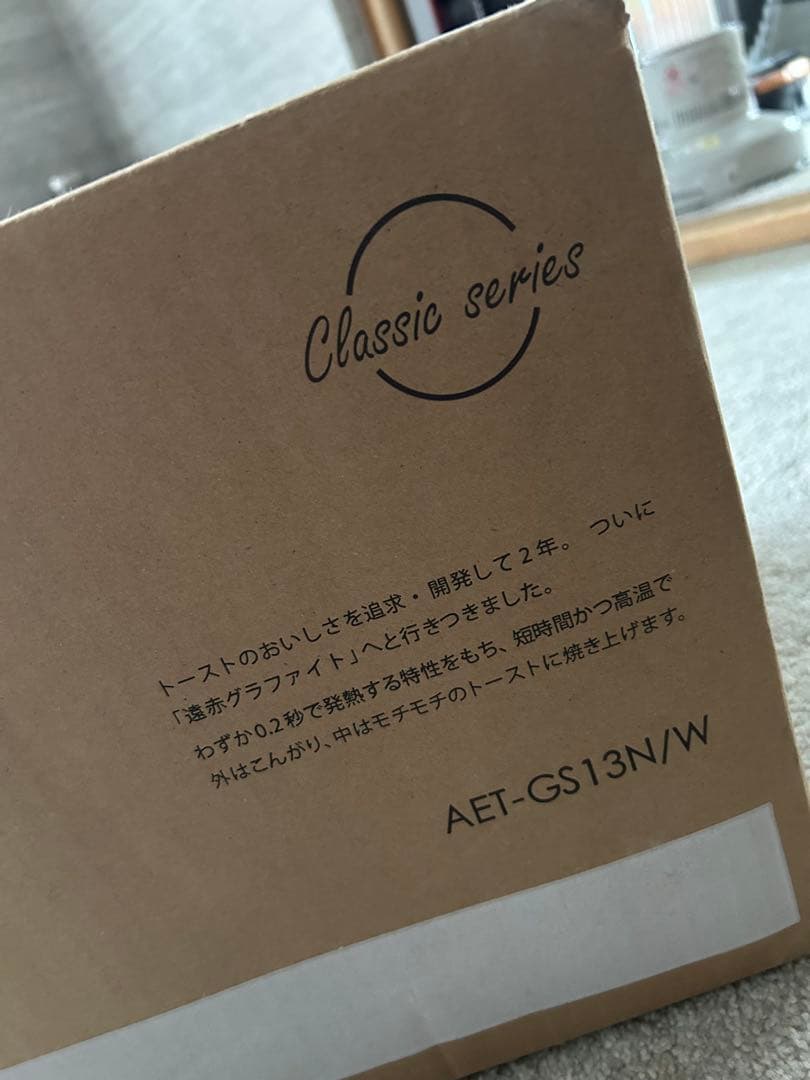 Classic series
トーストのおいしさを追求・開発して2年。 ついに
「遠赤グラファイト」へと行きつきました。
わずか0.2秒で発熱する特性をもち、短時間かつ高温で
外はこんがり、中はモチモチのトーストに焼き上げます。
AET-GS13N/W